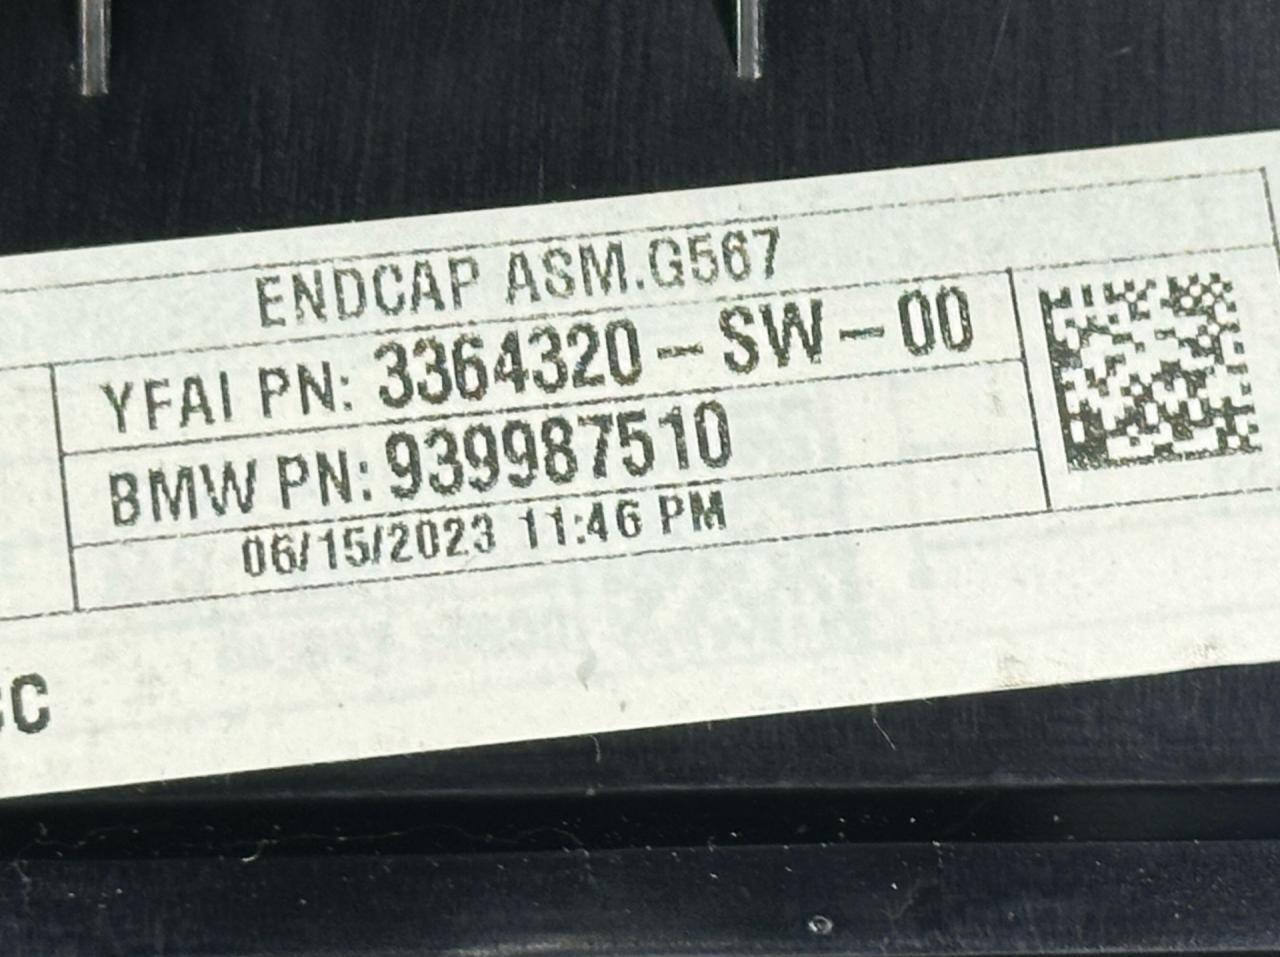 ENDCAP ASM.G567
YFAI PN: 3364320-SW-00
BMW PN: 939987510
06/15/2023 11:46 PM